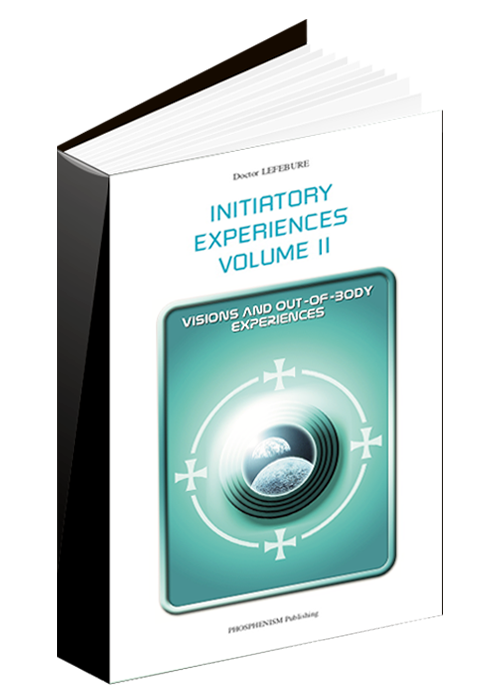 Doctor LEFEBURE
INITIATORY
EXPERIENCES
VOLUME II
VISIONS AND OUT-OF-BODY
EXPERIENCES
PHOSPHENISM Publishing